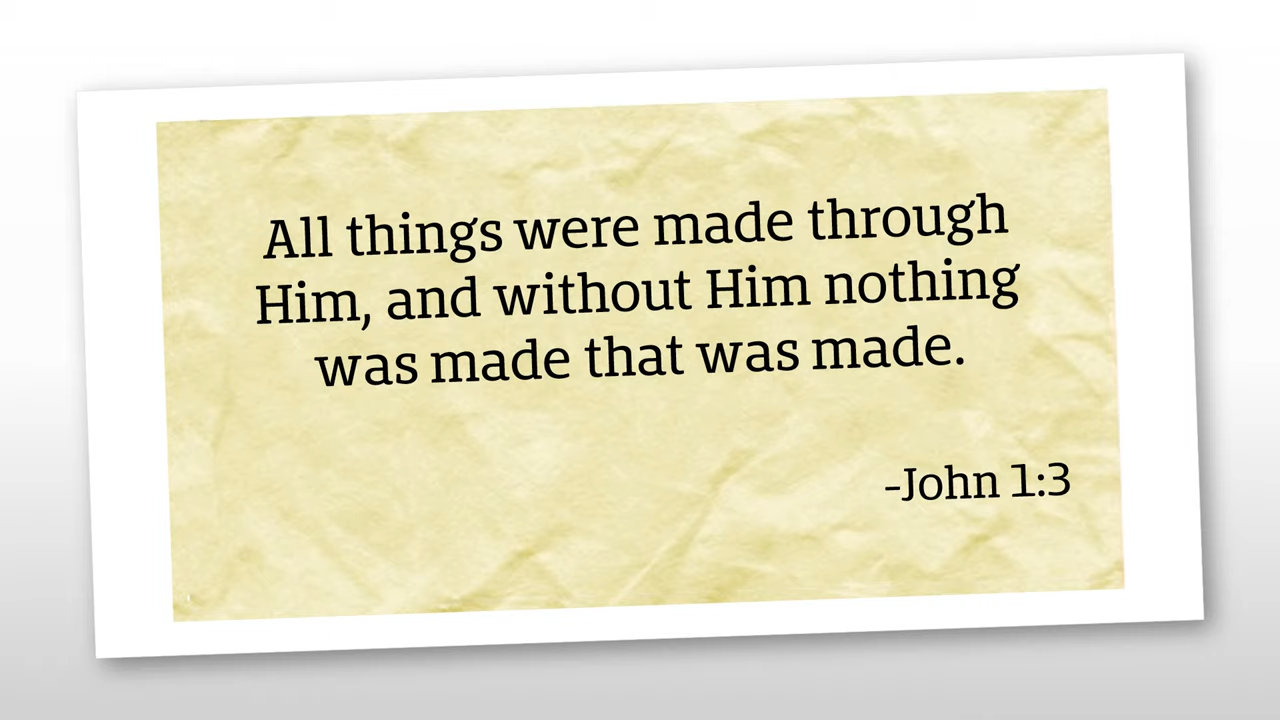 All things were made through
Him, and without Him nothing
was made that was made.
-John 1:3